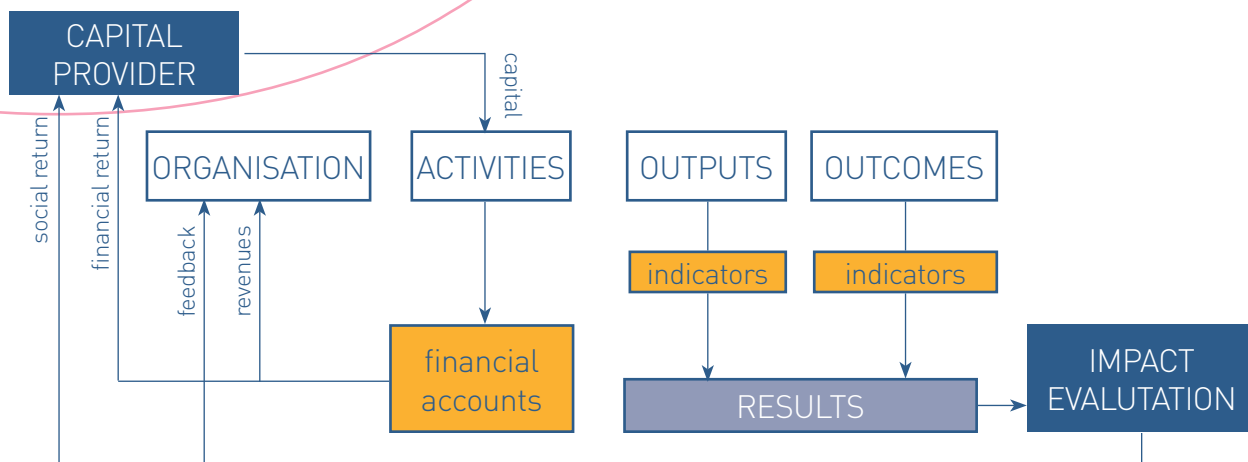 CAPITAL
PROVIDER
capital
social return
financial return
ORGANISATION
ACTIVITIES
OUTPUTS
OUTCOMES
feedback
revenues
indicators
indicators
financial
accounts
RESULTS
IMPACT
EVALUTATION